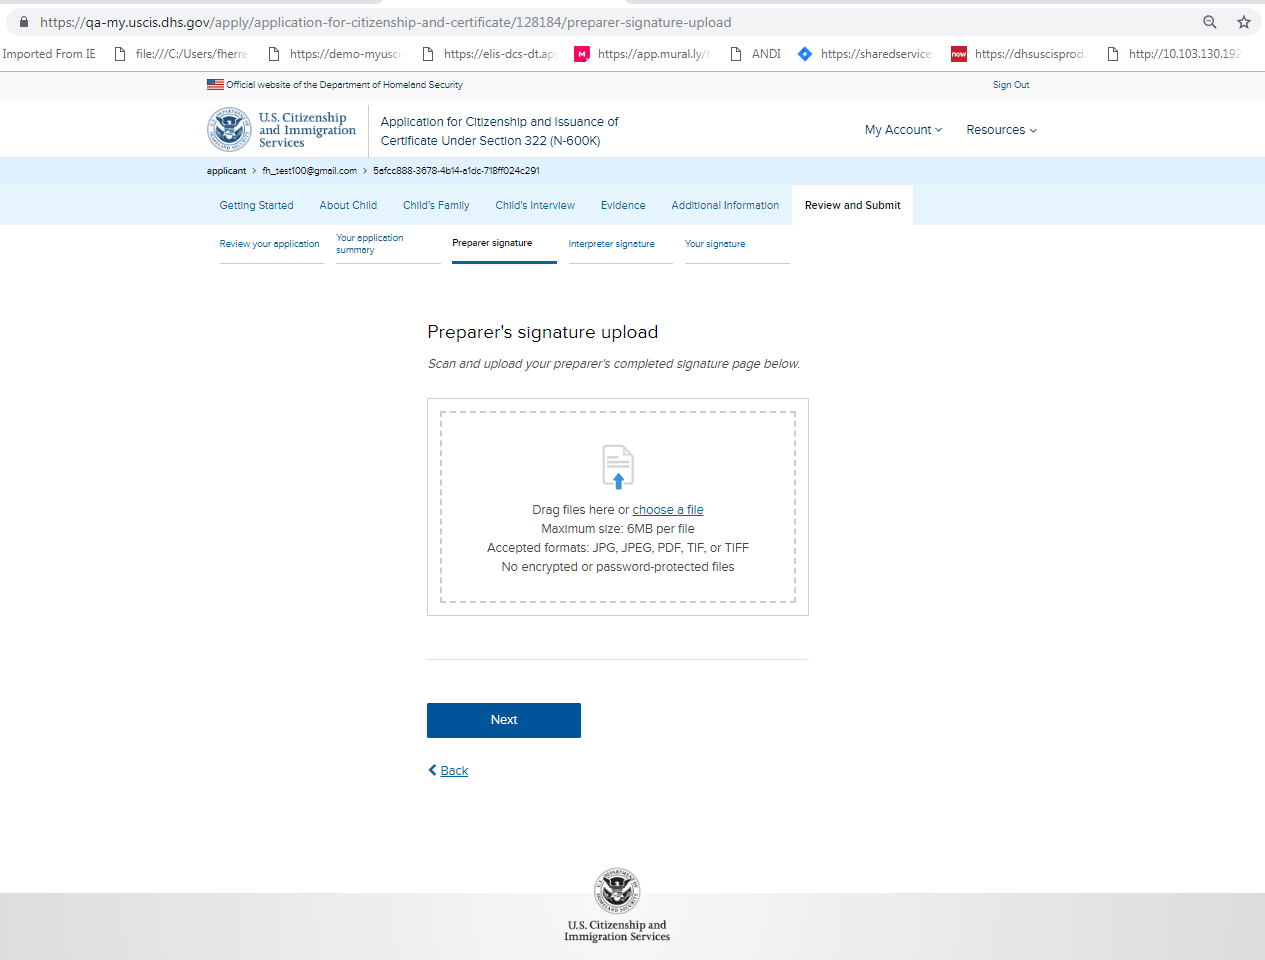 https://qa-my.uscis.dhs.gov/apply/application-for-citizenship-and-certificate/128184/preparer-signature-upload
Imported From IE file:///C:/Users/fherre https://demo-myusci https://elis-dcs-dt.ap https://app.mural.ly/t ANDI https://sharedservice https://dhsuscisprod. http://10.103.130.192
Official website of the Department of Homeland Security Sign Out
U.S. Citizenship
and Immigration
Services
Application for Citizenship and Issuance of
Certificate Under Section 322 (N-600K)
My Account Resources
applicant > fh_test100@gmail.com > 5afcc888-3678-4b14-a1dc-718ff024c291
Getting Started About Child Child's Family Child's Interview Evidence Additional Information Review and Submit
Review your application
Your application
summary
Preparer signature
Interpreter signature
Your signature
Preparer's signature upload
Scan and upload your preparer's completed signature page below.
Drag files here or choose a file
Maximum size: 6MB per file
Accepted formats: JPG, JPEG, PDF, TIF, or TIFF
No encrypted or password-protected files
Next
Back
U.S. Citizenship and
Immigration Services